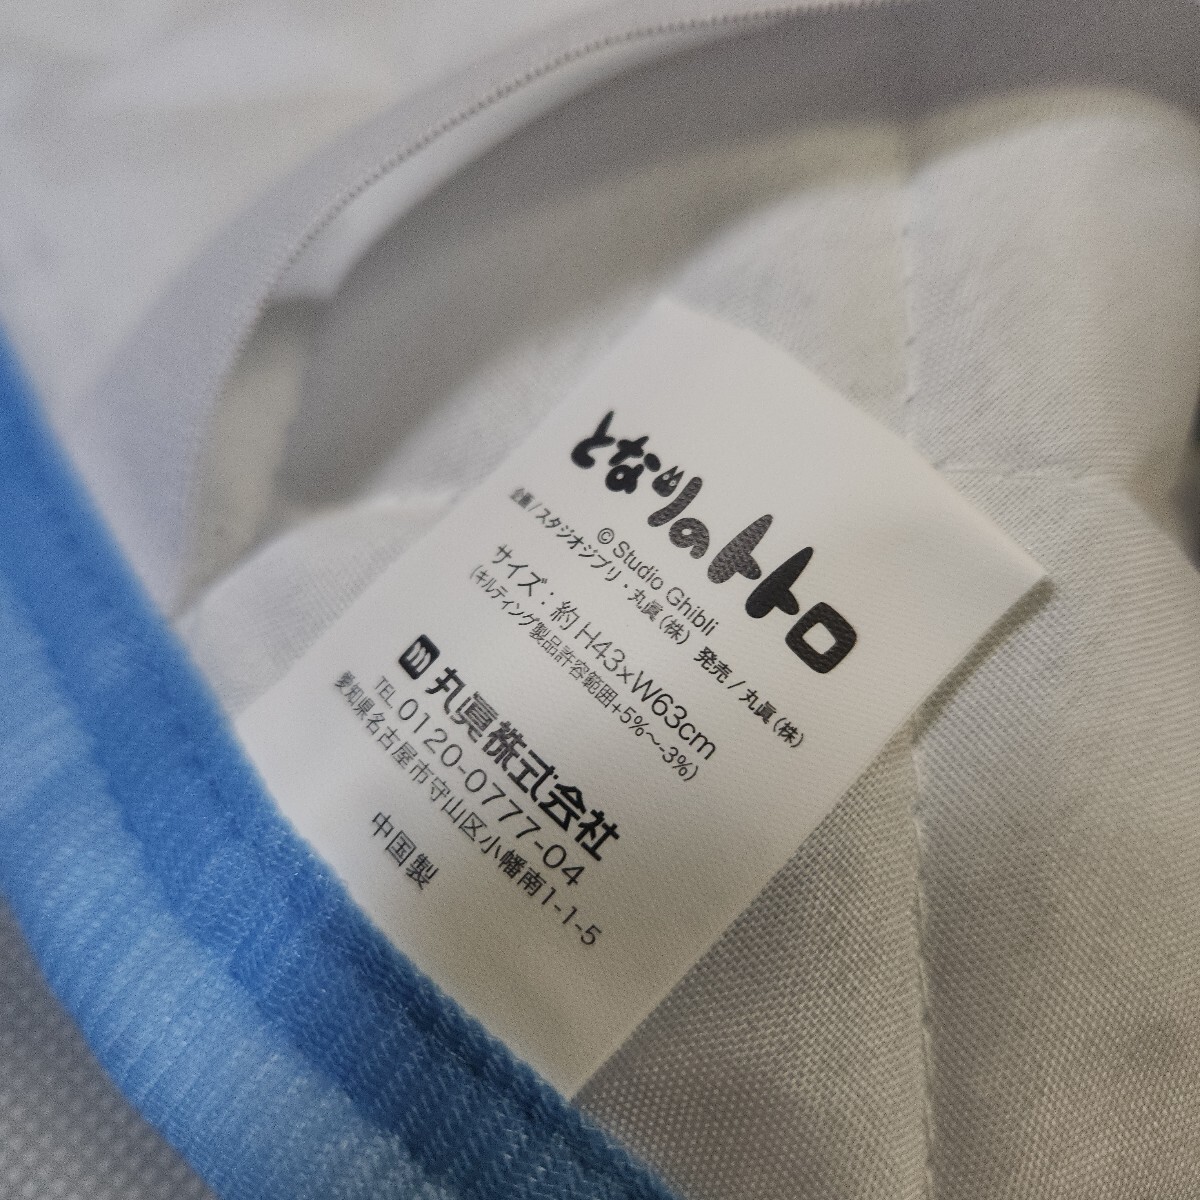 となりのトトロ
© Studio Ghibli
企画/スタジオジブリ・丸眞(株) 発売/丸眞(株)
サイズ:約H43×W63cm
(キルティング製品許容範囲+5%～-3%)
丸眞株式会社
TEL 0120-0777-04
愛知県名古屋市守山区小幡南1-1-5
中国製